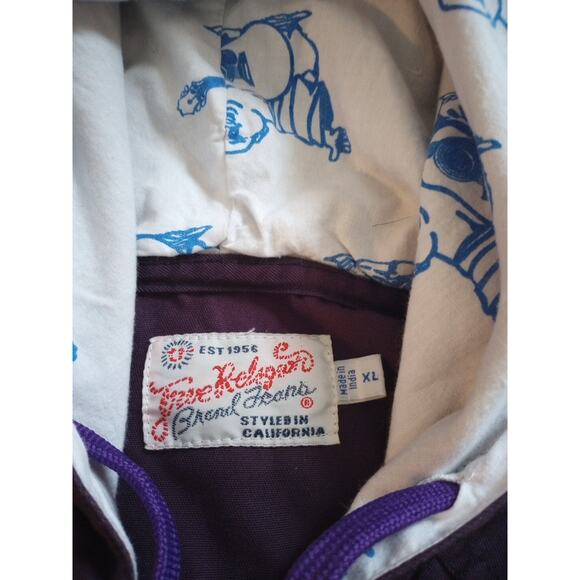 EST 1956
True Religion
Brand Jeans ®
STYLED IN
CALIFORNIA
Made in
India
XL